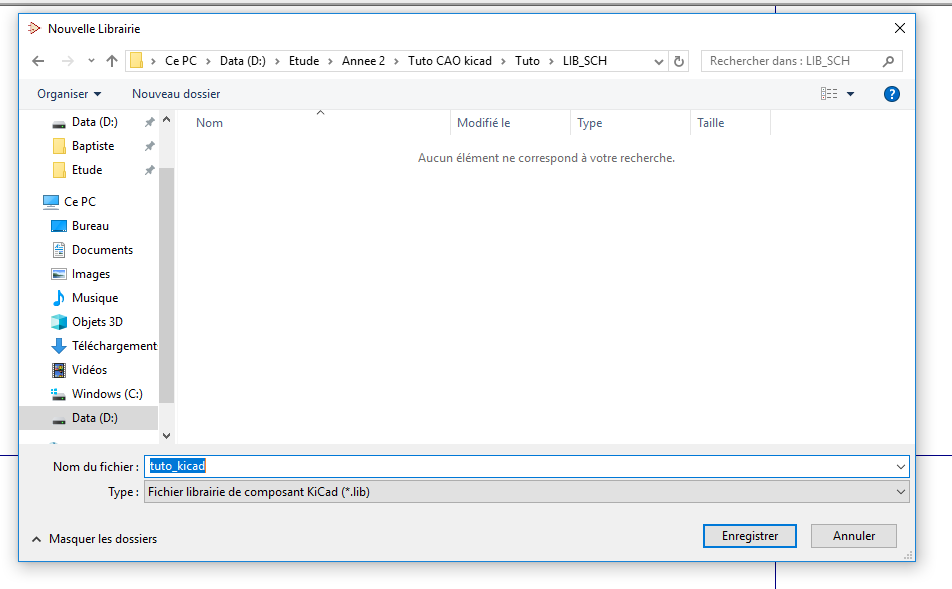 Nouvelle Librairie
Ce PC > Data (D:) > Etude > Annee 2 > Tuto CAO kicad > Tuto > LIB_SCH
Rechercher dans : LIB_SCH
Organiser Nouveau dossier
Nom Modifié le Type Taille
Aucun élément ne correspond à votre recherche.
Data (D:)
Baptiste
Etude
Ce PC
Bureau
Documents
Images
Musique
Objets 3D
Téléchargement
Vidéos
Windows (C:)
Data (D:)
Nom du fichier : tuto_kicad
Type : Fichier librairie de composant KiCad (*.lib)
Masquer les dossiers
Enregistrer Annuler